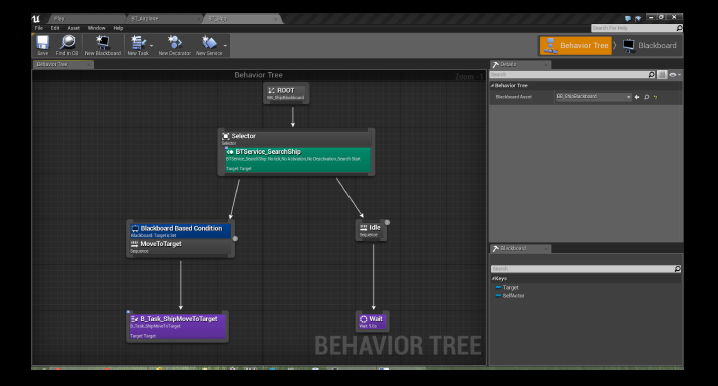 Play
BT_Airplane
BT_Ship
File Edit Asset Window Help
Search For Help
Save
Find in CB
New Blackboard
New Task
New Decorator
New Service
Behavior Tree
Blackboard
Behavior Tree
Details
Behavior Tree
Zoom -1
Search
Behavior Tree
Blackboard Asset
BB_ShipBlackboard
ROOT
BB_ShipBlackboard
Selector
Selector
BTService_SearchShip
Target: Target
Blackboard Based Condition
Blackboard: Target is Set
MoveToTarget
Sequence
Idle
Sequence
Blackboard
Search
Keys
Target
SelfActor
B_Task_ShipMoveToTarget
B_Task_ShipMoveToTarget
Target: Target
Wait
Wait: 5.0s
BEHAVIOR TREE